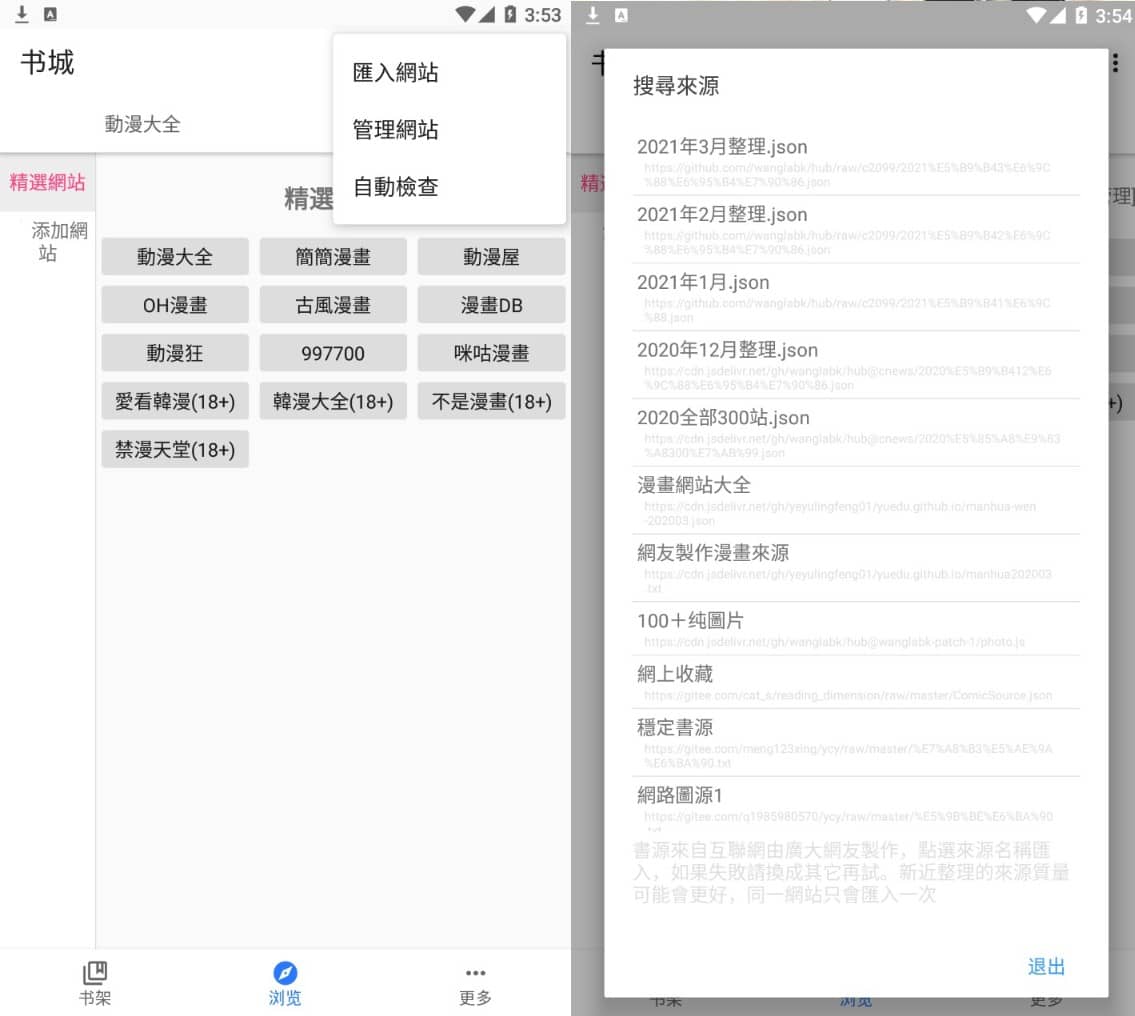 3:53
书城
匯入網站
管理網站
自動檢查
動漫大全
精選網站
添加網
站
精選
動漫大全 簡簡漫畫 動漫屋
OH漫畫 古風漫畫 漫畫DB
動漫狂 997700 咪咕漫畫
愛看韓漫(18+) 韓漫大全(18+) 不是漫畫(18+)
禁漫天堂(18+)
书架 浏览 更多
3:54
搜尋來源
2021年3月整理.json
https://github.com/wanglabk/hub/raw/c2099/2021%E5%B9%B43%E6%9C
%88%E6%95%B4%E7%90%86.json
2021年2月整理.json
https://github.com/wanglabk/hub/raw/c2099/2021%E5%B9%B42%E6%9C
%88%E6%95%B4%E7%90%86.json
2021年1月.json
https://github.com/wanglabk/hub/raw/c2099/2021%E5%B9%B41%E6%9C
%88.json
2020年12月整理.json
https://cdn.jsdelivr.net/gh/wanglabk/hub@cnews/2020%E5%B9%B412%E6
%9C%88%E6%95%B4%E7%90%86.json
2020全部300站.json
https://cdn.jsdelivr.net/gh/wanglabk/hub@cnews/2020%E5%85%A8%E9%83
%A8300%E7%AB%99.json
漫畫網站大全
https://cdn.jsdelivr.net/gh/yeyulingfeng01/yuedu.github.io/manhua-wen
-202003.json
網友製作漫畫來源
https://cdn.jsdelivr.net/gh/yeyulingfeng01/yuedu.github.io/manhua202003
.txt
100＋纯圖片
https://cdn.jsdelivr.net/gh/wanglabk/hub@wanglabk-patch-1/photo.js
網上收藏
https://gitee.com/cat_s/reading_dimension/raw/master/ComicSource.json
穩定書源
https://gitee.com/meng123xing/ycy/raw/master/%E7%A8%B3%E5%AE%9A
%E6%BA%90.txt
網路圖源1
https://gitee.com/q1985980570/ycy/raw/master/%E5%9B%BE%E6%BA%90
書源來自互聯網由廣大網友製作，點選來源名稱匯
入，如果失敗請換成其它再試。新近整理的來源質量
可能會更好，同一網站只會匯入一次
退出
书架 浏览 更多